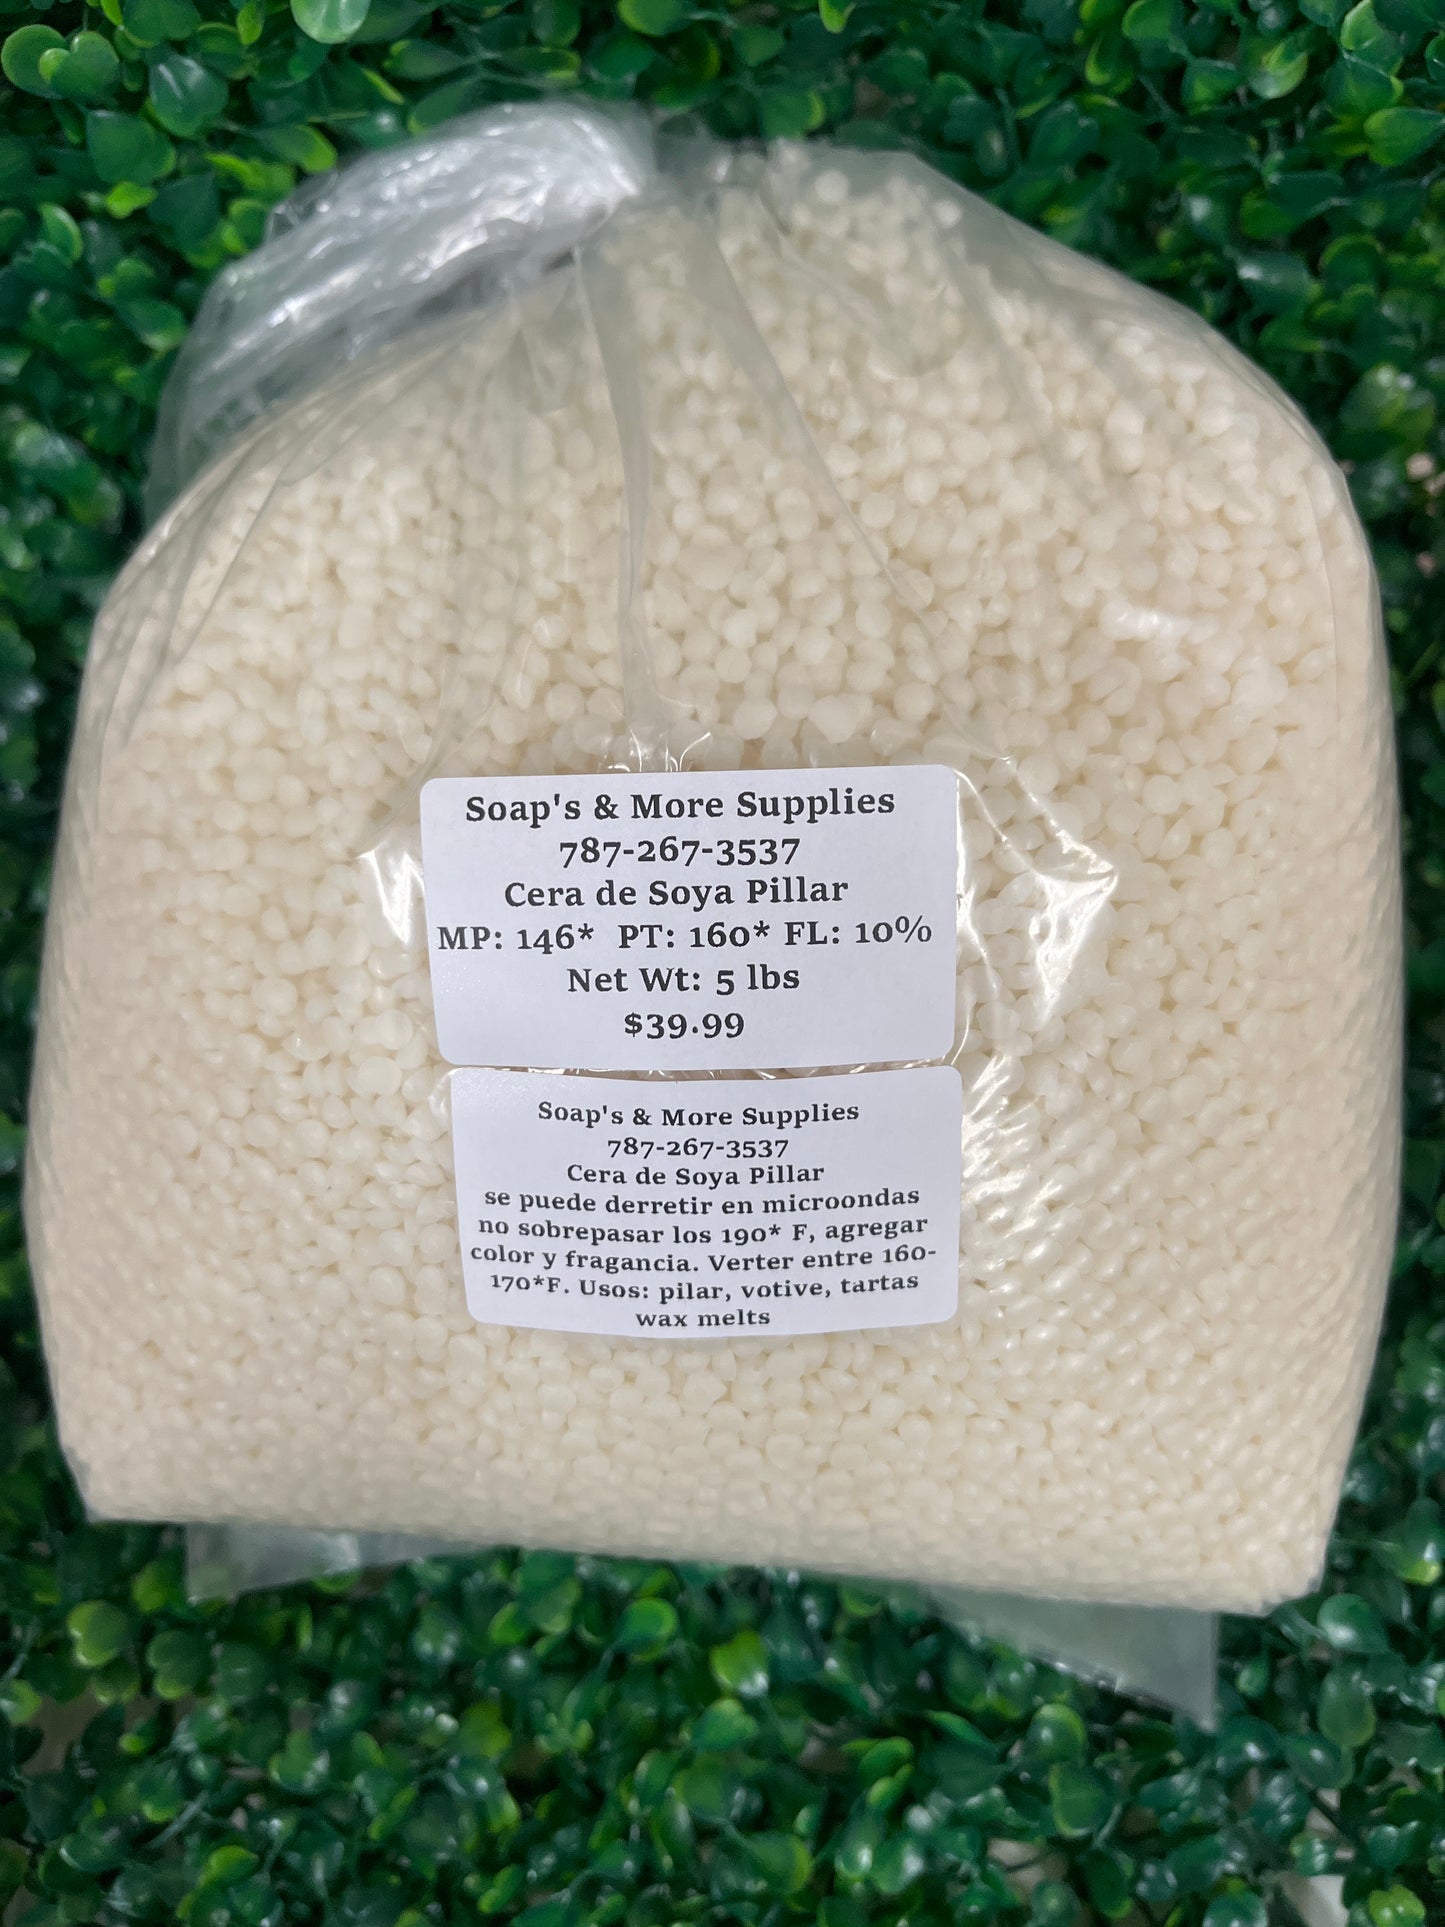 Soap's & More Supplies
787-267-3537
Cera de Soya Pillar
MP: 146* PT: 160* FL: 10%
Net Wt: 5 lbs
$39.99
Soap's & More Supplies
787-267-3537
Cera de Soya Pillar
se puede derretir en microondas
no sobrepasar los 190* F, agregar
color y fragancia. Verter entre 160-
170*F. Usos: pilar, votive, tartas
wax melts